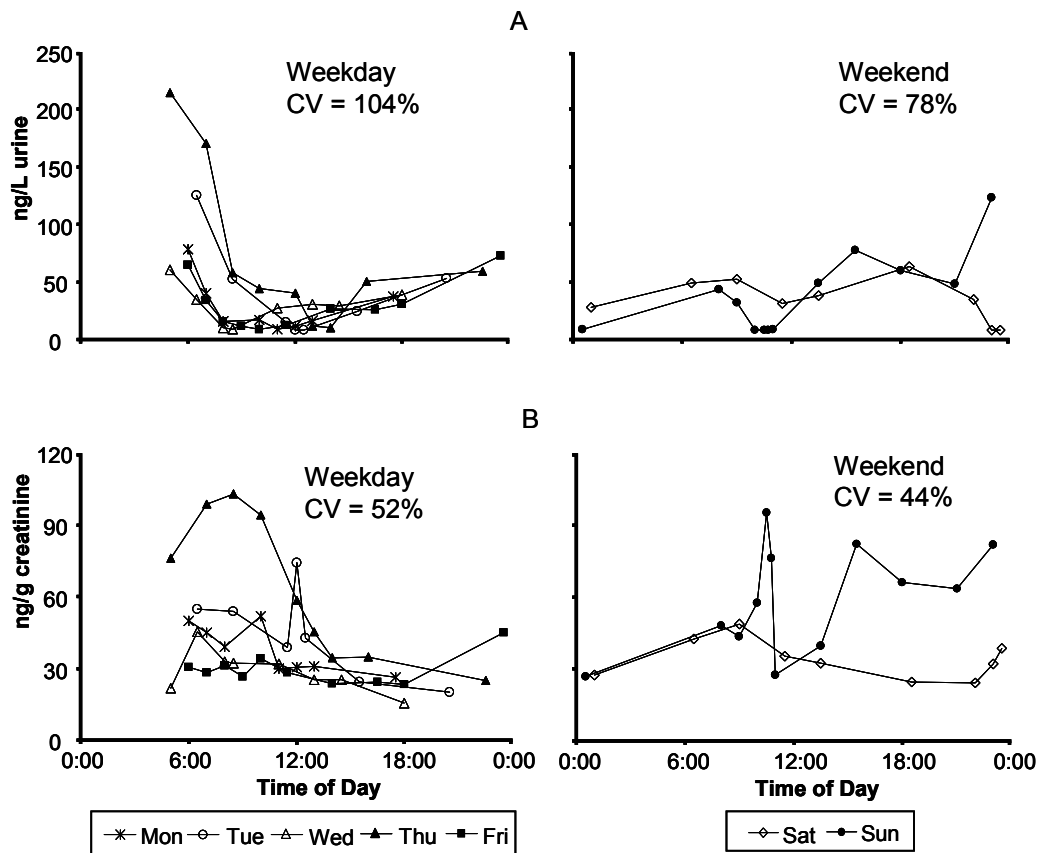 A
250
200
150
100
50
0
ng/L urine
Weekday
CV = 104%
Weekend
CV = 78%
B
120
90
60
30
0
ng/g creatinine
Weekday
CV = 52%
Weekend
CV = 44%
0:00 6:00 12:00 18:00 0:00
0:00 6:00 12:00 18:00 0:00
Time of Day
Time of Day
Mon Tue Wed Thu Fri
Sat Sun